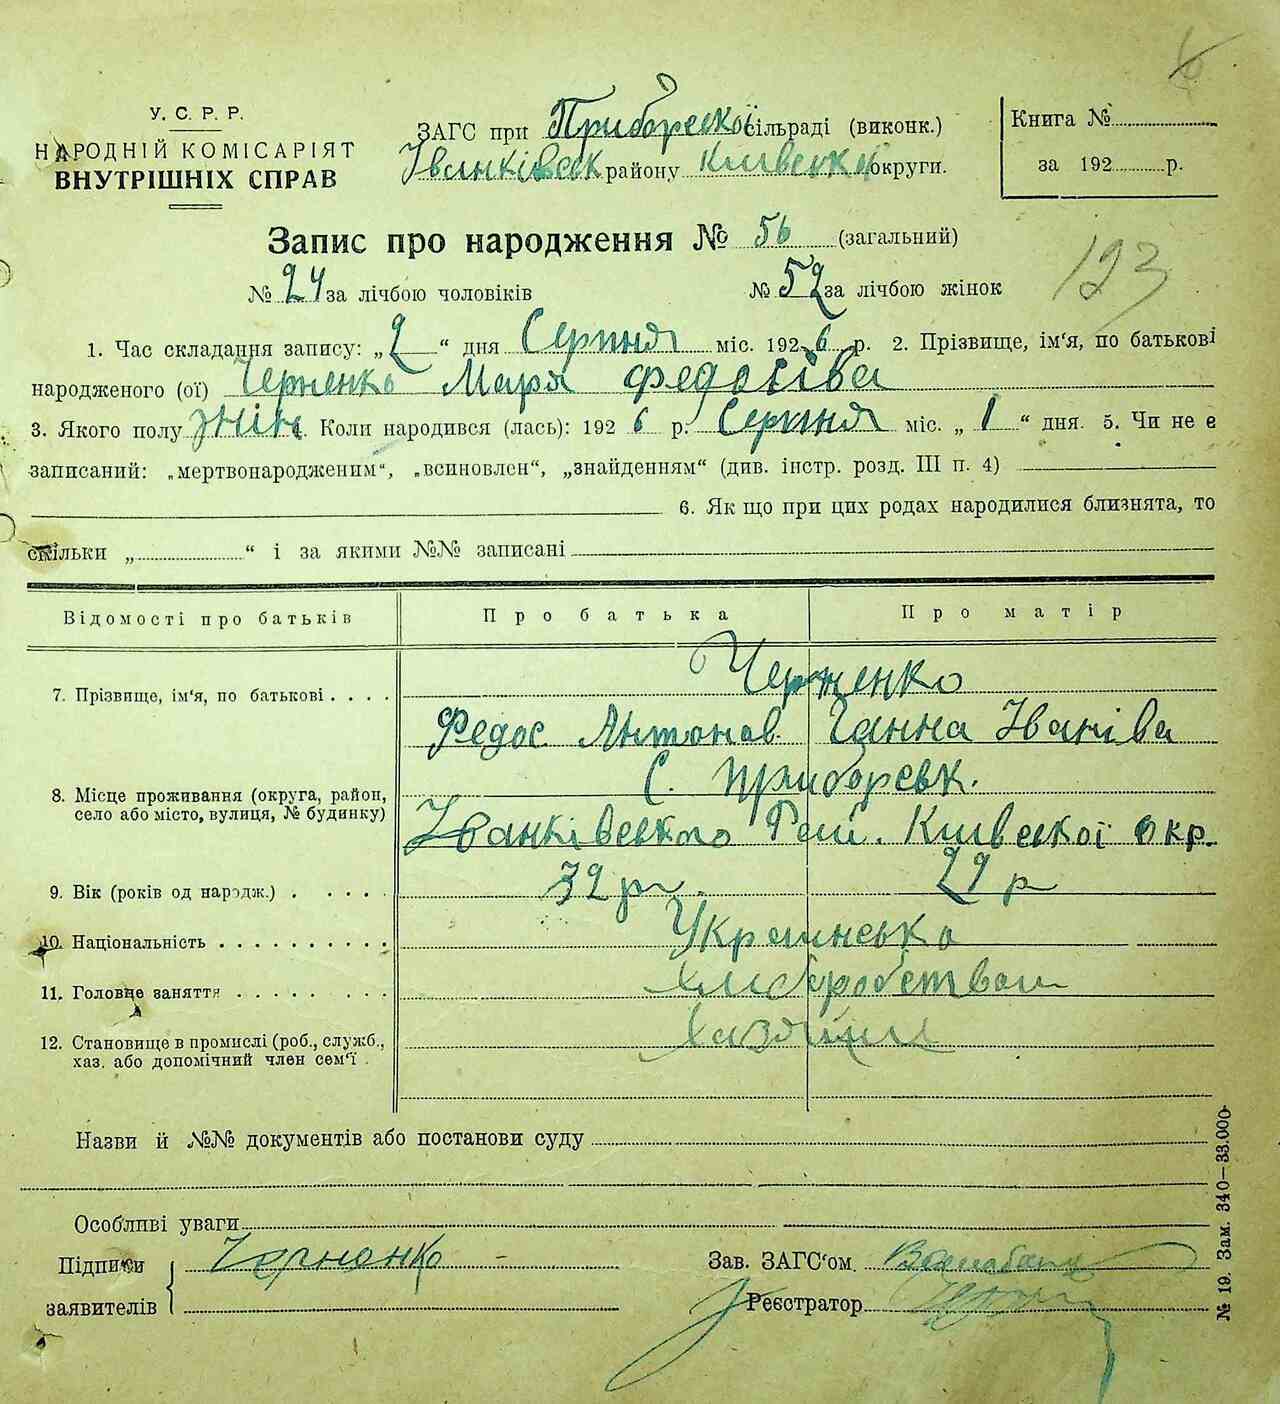 У. С. Р. Р.
НАРОДНІЙ КОМІСАРІЯТ
ВНУТРІШНІХ СПРАВ
ЗАГС при Приборської сільраді (виконк.)
Іванківськ району Київської округи.
Книга №
за 192 р.
Запис про народження № 56 (загальний)
№ 24 за лічбою чоловіків № 52 за лічбою жінок
123
1. Час складання запису: „2“ дня Серпня міс. 1926 р. 2. Прізвище, ім'я, по батькові
народженого (ої) Черненко Марія Федосіва
3. Якого полу жін. Коли народився (лась): 1926 р. Серпня міс. „1“ дня. 5. Чи не є
записаний: „мертвонародженим“, „всиновлен“, „знайденням“ (див. інстр. розд. III п. 4)
6. Як що при цих родах народилися близнята, то
скільки „ “ і за якими №№ записані
Відомості про батьків Про батька Про матір
7. Прізвище, ім'я, по батькові . . . . Черненко
Федос Антонов Ганна Іваніва
8. Місце проживання (округа, район, село або місто, вулиця, № будинку) С. Приборськ.
Іванківського Рай. Київської окр.
9. Вік (років од народж.) . . . . . 32 р. 29 р
10. Національність . . . . . . . . . . Українсько
11. Головне заняття . . . . . . . . . Хліборобством
12. Становище в промислі (роб., служб., хаз. або допомічний член сем'ї .
Назви й №№ документів або постанови суду
Особливі уваги
Підписи Черненко Зав. ЗАГС'ом
заявителів Реєстратор
№ 19. Зам. 340—33.000